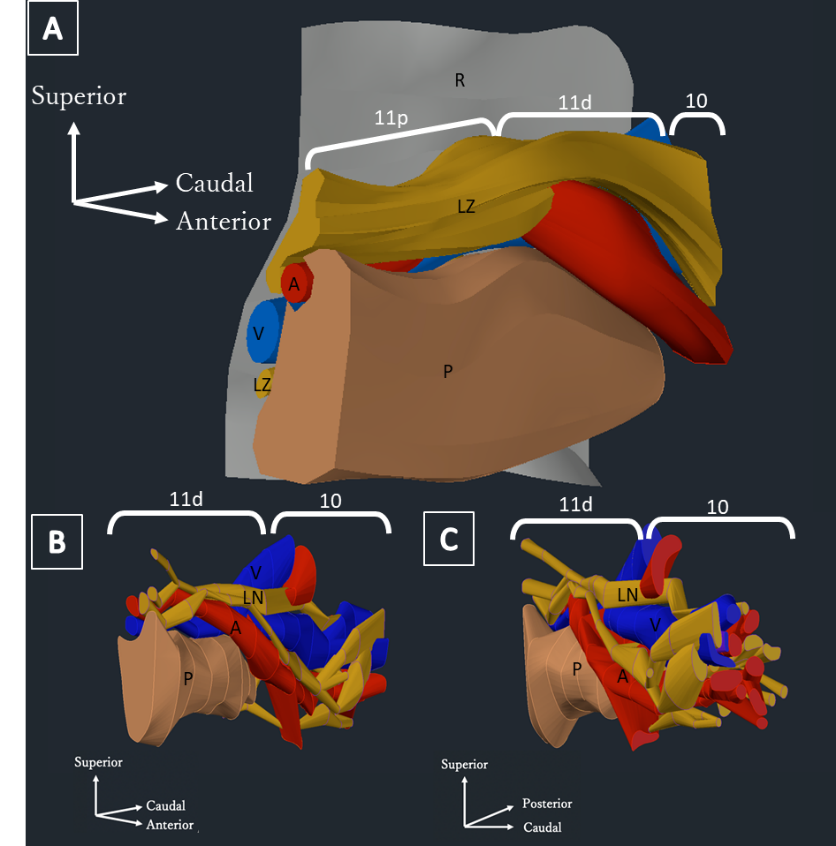 A
R
Superior
11p
11d
10
Caudal
Anterior
LZ
A
V
LZ
P
11d
10
11d
10
B
C
V
LN
A
P
LN
V
P
A
Superior
Caudal
Anterior
Superior
Posterior
Caudal